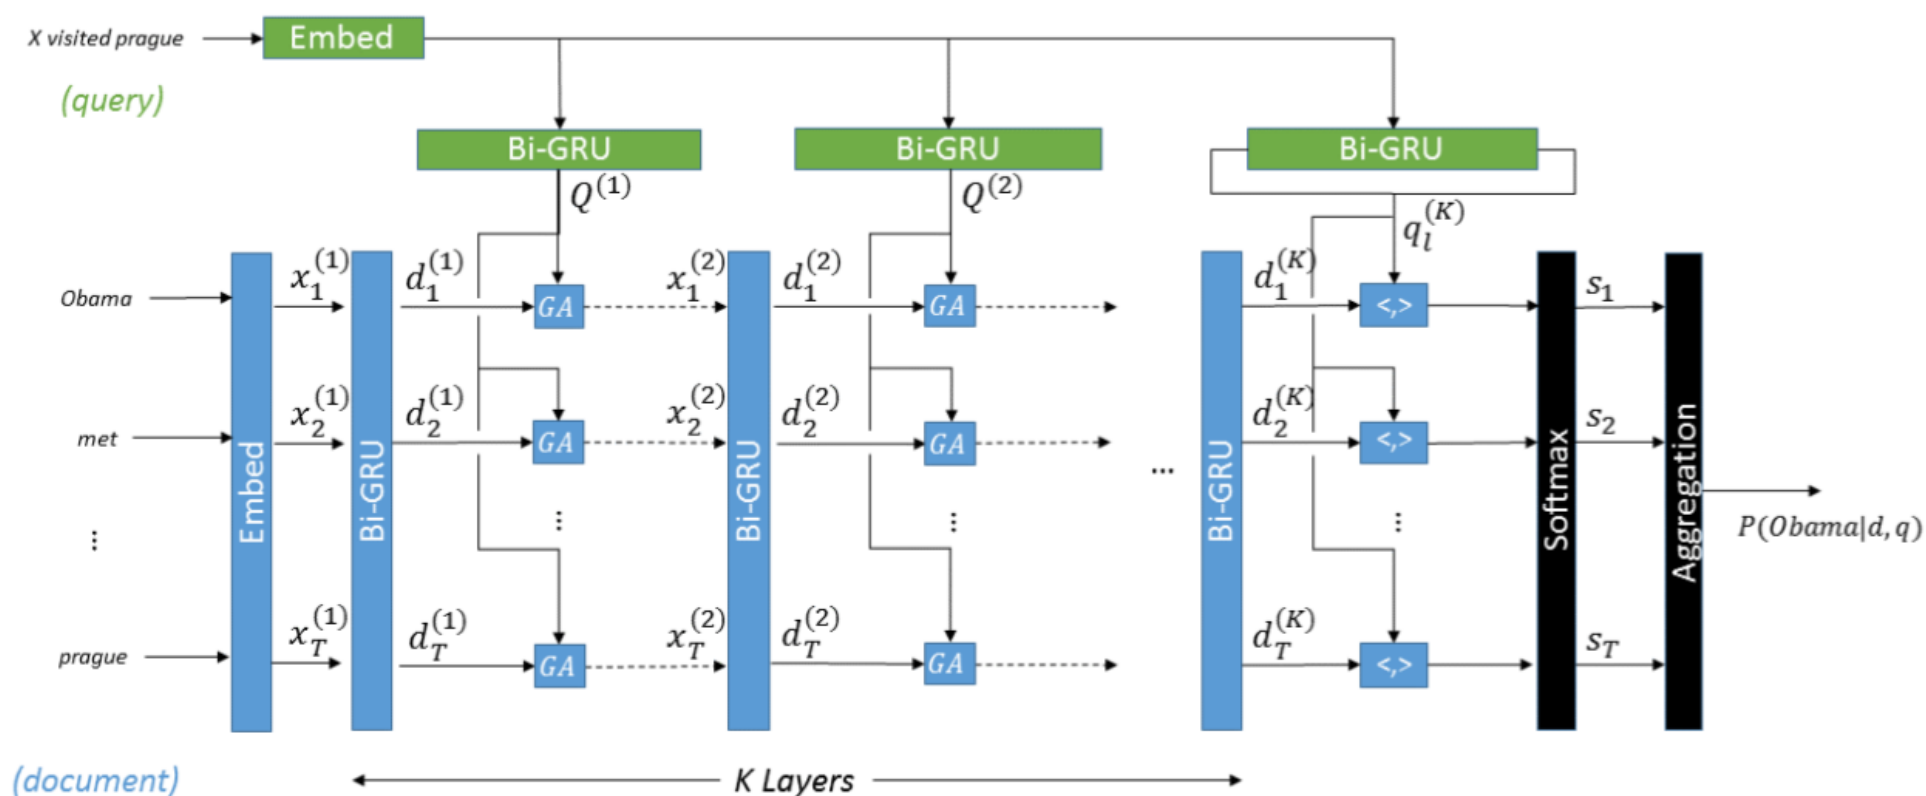 X visited prague
Embed
(query)
Bi-GRU
Bi-GRU
Bi-GRU
Q^(1)
Q^(2)
q_l^(K)
Obama
x_1^(1)
d_1^(1)
GA
x_1^(2)
d_1^(2)
GA
d_1^(K)
<,>
s_1
met
x_2^(1)
d_2^(1)
GA
x_2^(2)
d_2^(2)
GA
d_2^(K)
<,>
s_2
Embed
Bi-GRU
Bi-GRU
...
Bi-GRU
Softmax
Aggregation
P(Obama|d,q)
⋮
⋮
⋮
⋮
prague
x_T^(1)
d_T^(1)
GA
x_T^(2)
d_T^(2)
GA
d_T^(K)
<,>
s_T
(document)
K Layers